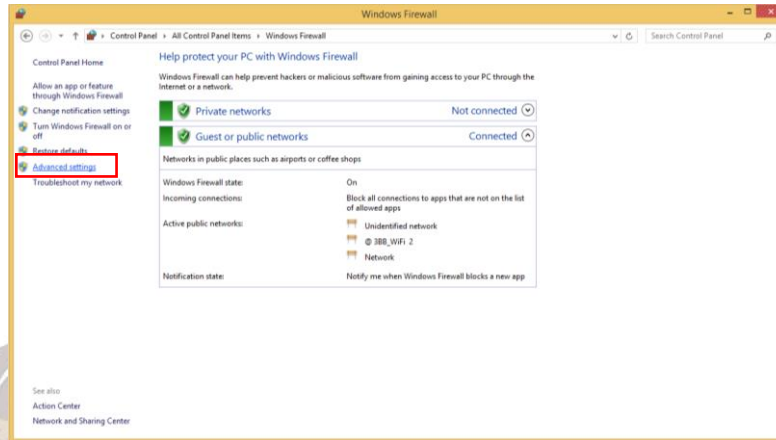 Windows Firewall
Control Panel › All Control Panel Items › Windows Firewall
Search Control Panel
Control Panel Home
Allow an app or feature
through Windows Firewall
Change notification settings
Turn Windows Firewall on or
off
Restore defaults
Advanced settings
Troubleshoot my network
Help protect your PC with Windows Firewall
Windows Firewall can help prevent hackers or malicious software from gaining access to your PC through the
Internet or a network.
Private networks Not connected
Guest or public networks Connected
Networks in public places such as airports or coffee shops
Windows Firewall state: On
Incoming connections: Block all connections to apps that are not on the list
of allowed apps
Active public networks: Unidentified network
@ 3BB_WiFi 2
Network
Notification state: Notify me when Windows Firewall blocks a new app
See also
Action Center
Network and Sharing Center